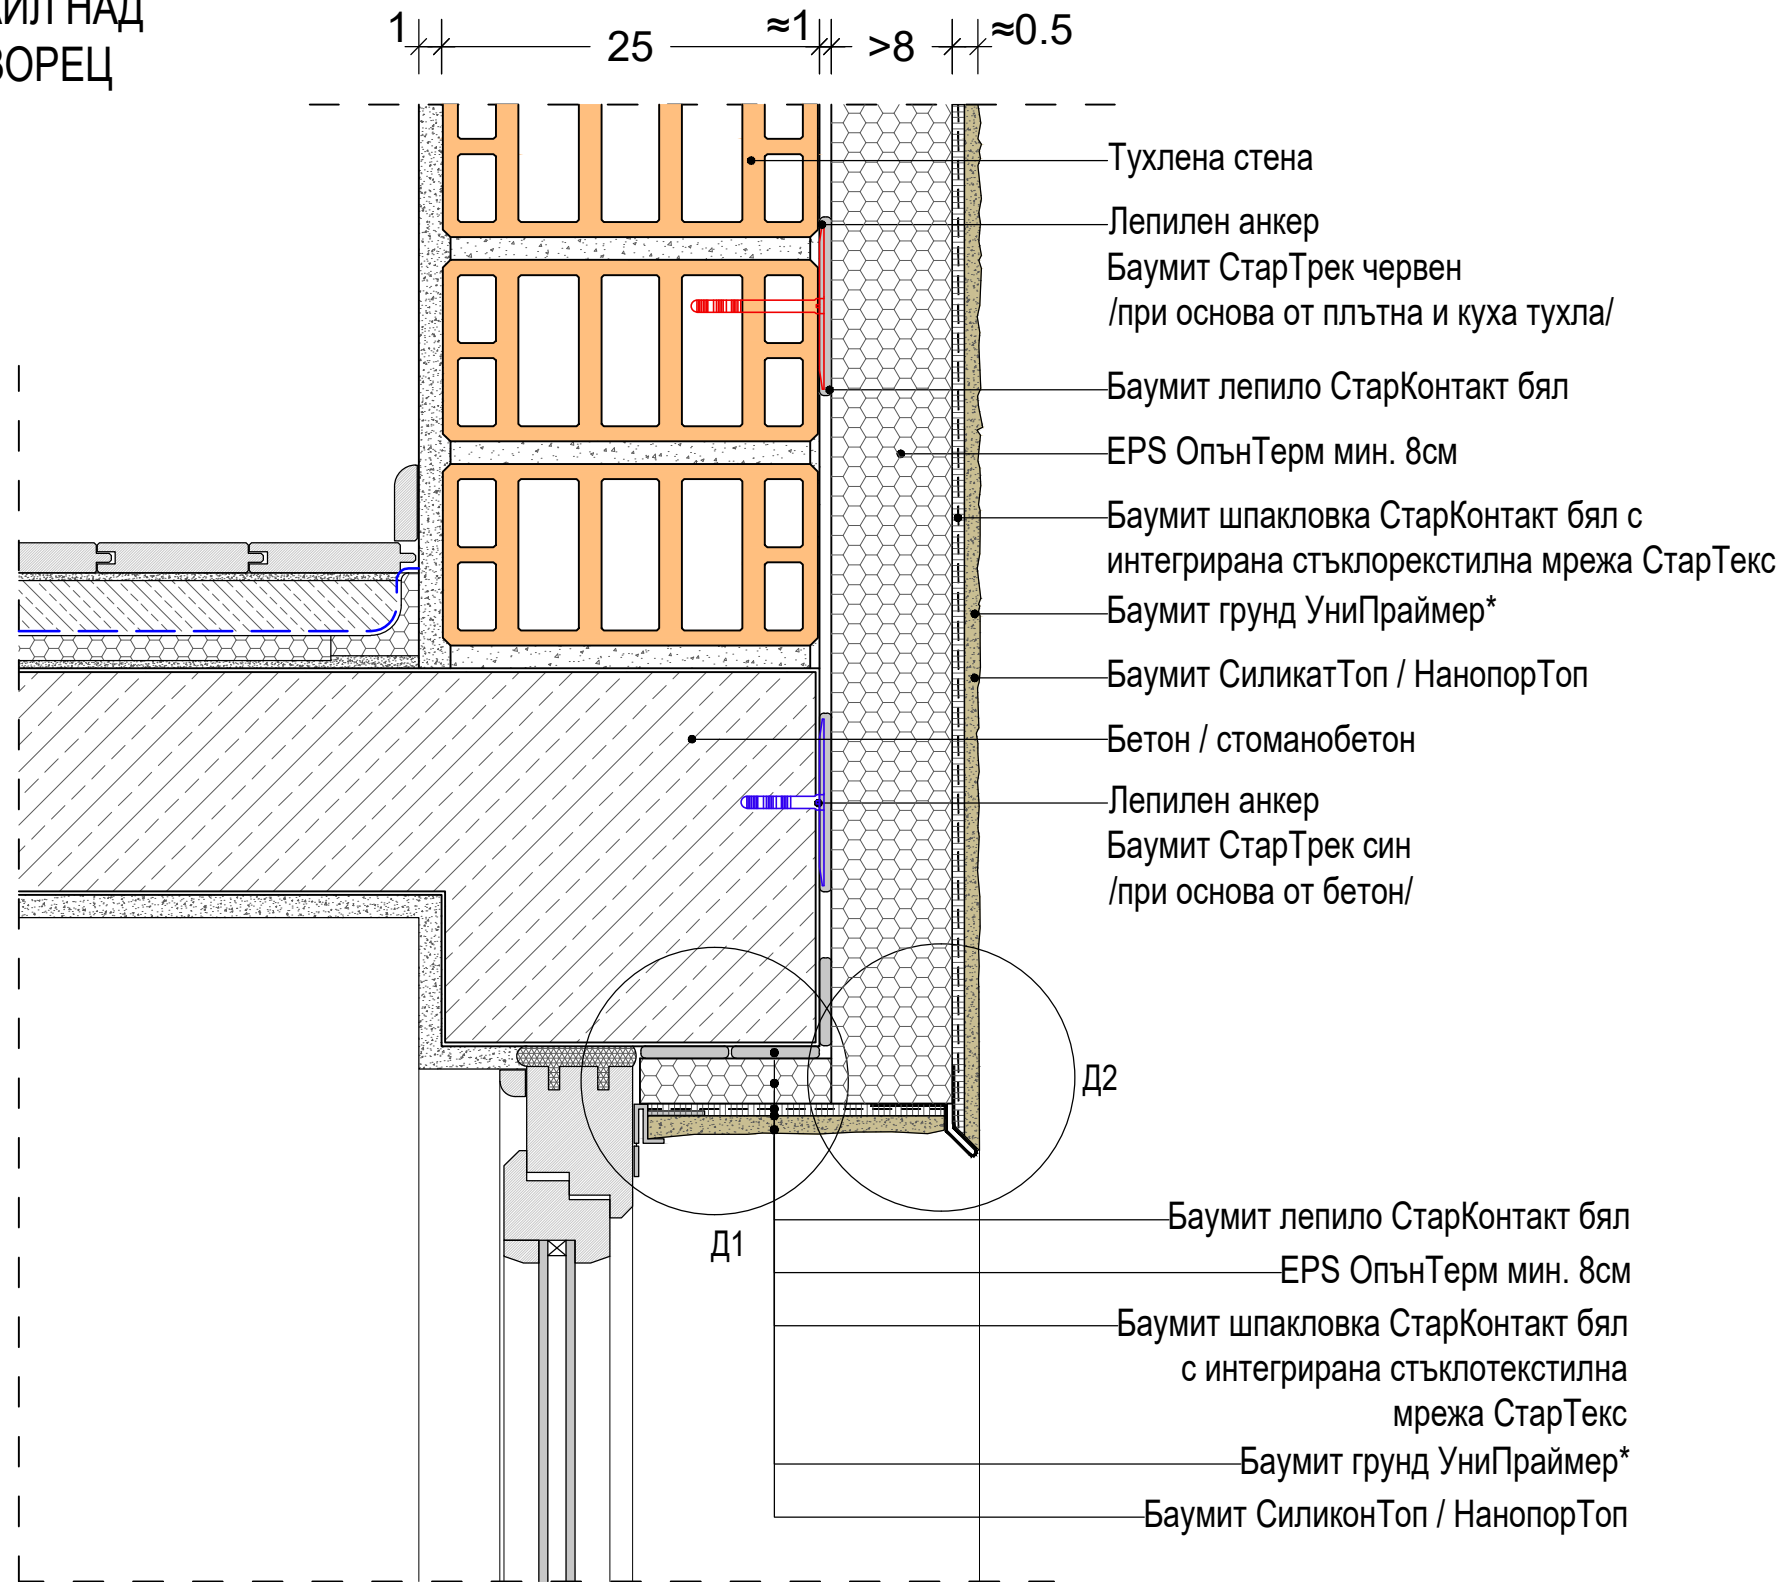 НАД
1
25
≈1
>8
≈0.5
Тухлена стена
Лепилен анкер
Баумит СтарТрек червен
/при основа от плътна и куха тухла/
Баумит лепило СтарКонтакт бял
EPS ОпънТерм мин. 8см
Баумит шпакловка СтарКонтакт бял с
интегрирана стъклорекстилна мрежа СтарТекс
Баумит грунд УниПраймер*
Баумит СиликатТоп / НанопорТоп
Бетон / стоманобетон
Лепилен анкер
Баумит СтарТрек син
/при основа от бетон/
Д2
Д1
Баумит лепило СтарКонтакт бял
EPS ОпънТерм мин. 8см
Баумит шпакловка СтарКонтакт бял
с интегрирана стъклотекстилна
мрежа СтарТекс
Баумит грунд УниПраймер*
Баумит СиликонТоп / НанопорТоп